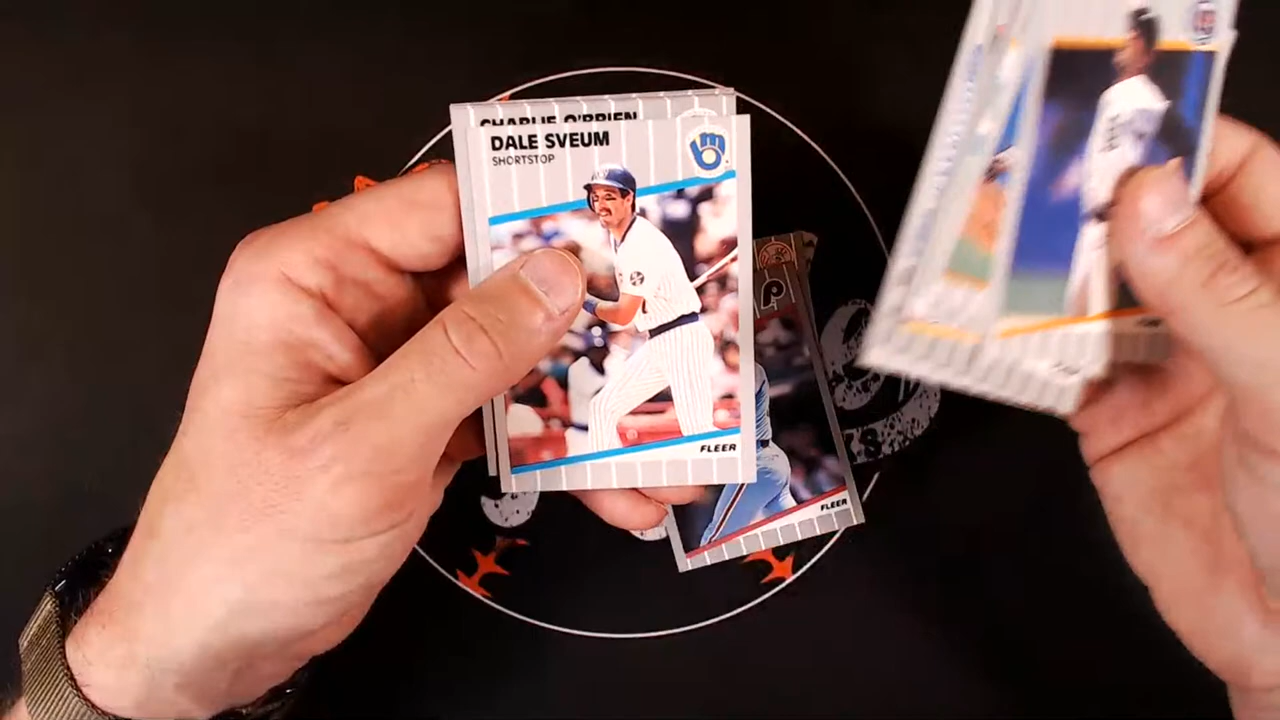 CHARLIE O'BRIEN
DALE SVEUM
SHORTSTOP
FLEER
P
FLEER